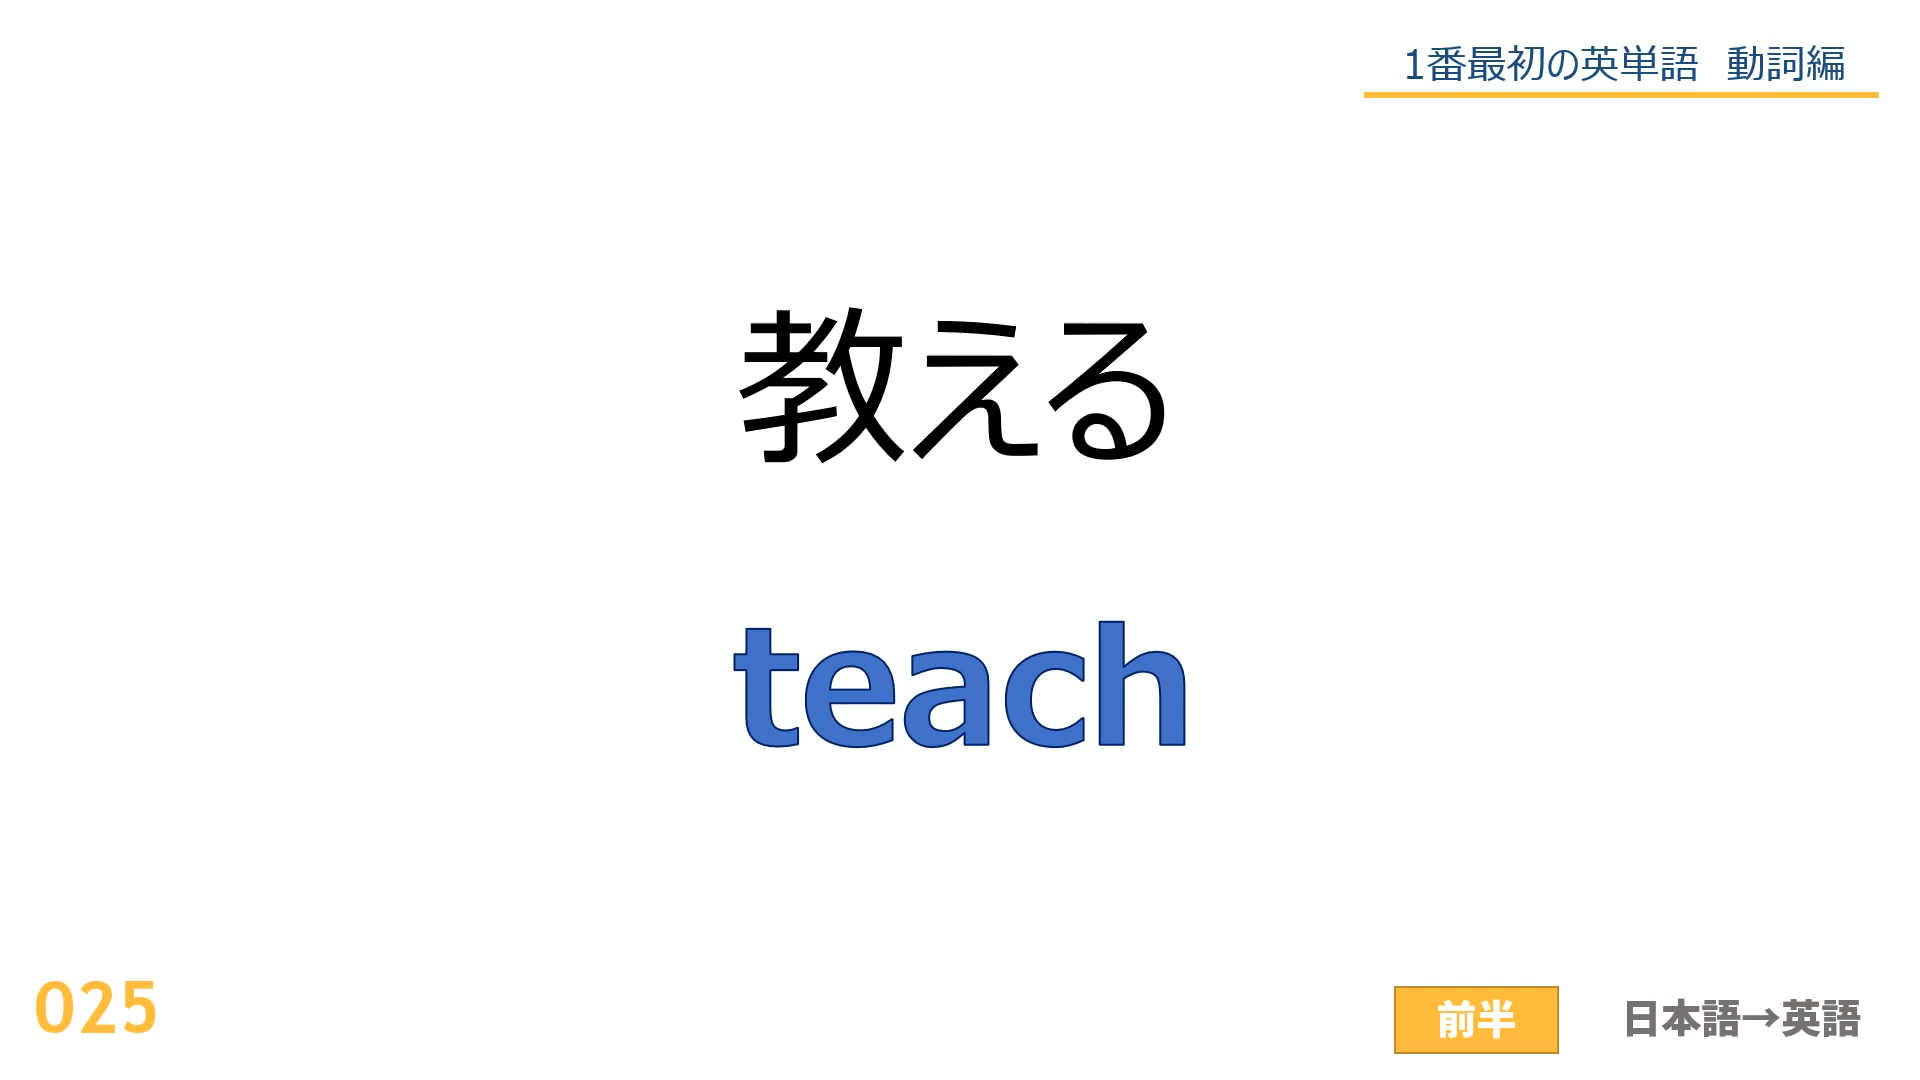 1番最初の英単語　動詞編
教える
teach
025
前半
日本語→英語